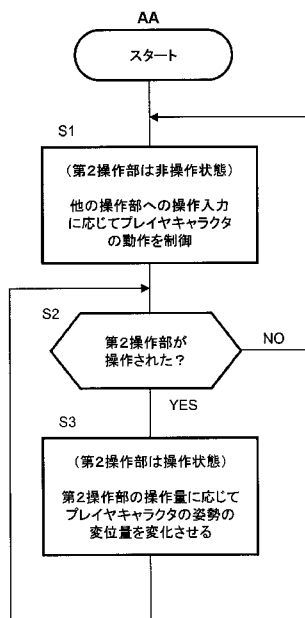 AA
スタート
S1
(第2操作部は非操作状態)
他の操作部への操作入力
に応じてプレイヤキャラクタ
の動作を制御
S2
第2操作部が
操作された?
NO
YES
S3
(第2操作部は操作状態)
第2操作部の操作量に応じて
プレイヤキャラクタの姿勢の
変位量を変化させる